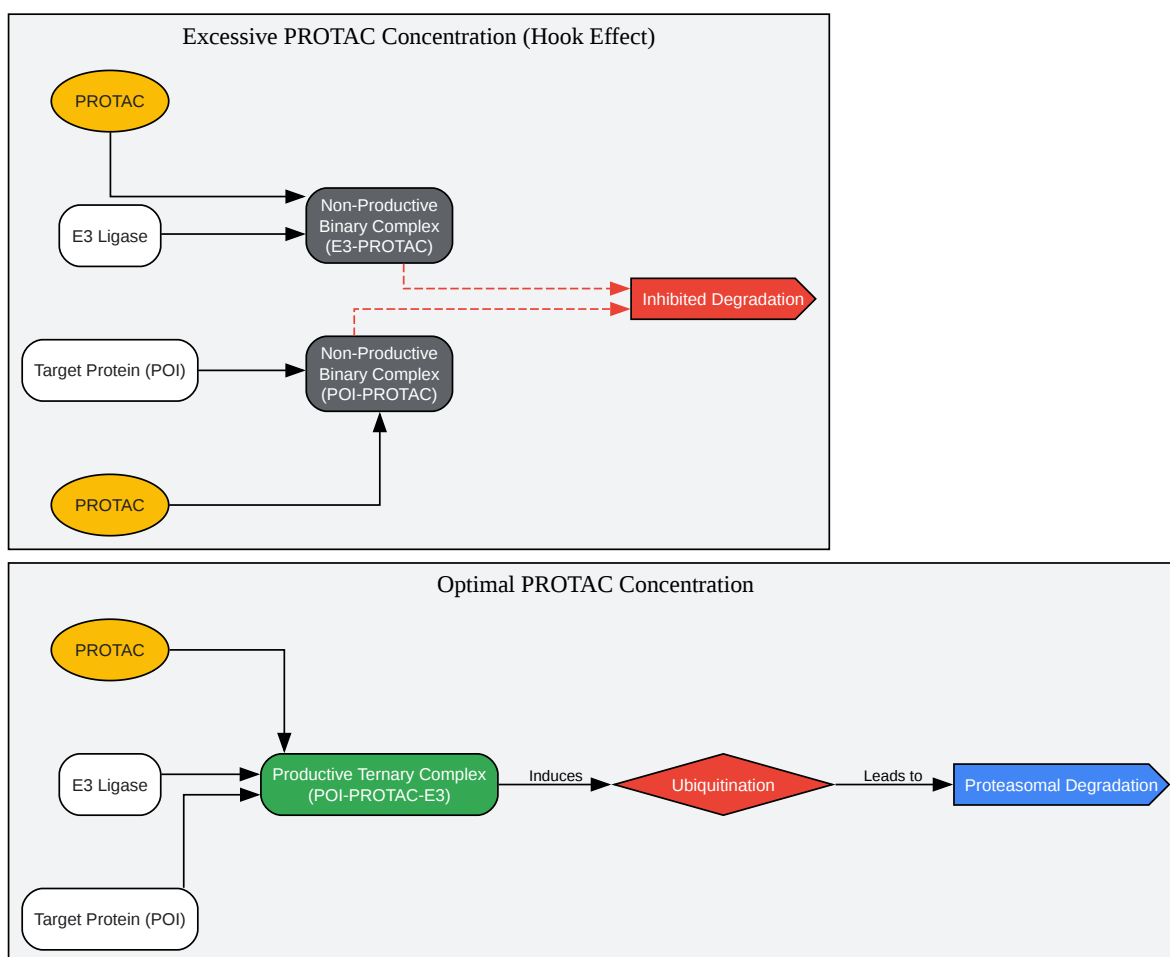 Excessive PROTAC Concentration (Hook Effect)
PROTAC
E3 Ligase
Non-Productive
Binary Complex
(E3-PROTAC)
Inhibited Degradation
Target Protein (POI)
Non-Productive
Binary Complex
(POI-PROTAC)
PROTAC
Optimal PROTAC Concentration
PROTAC
E3 Ligase
Productive Ternary Complex
(POI-PROTAC-E3)
Induces
Ubiquitination
Leads to
Proteasomal Degradation
Target Protein (POI)